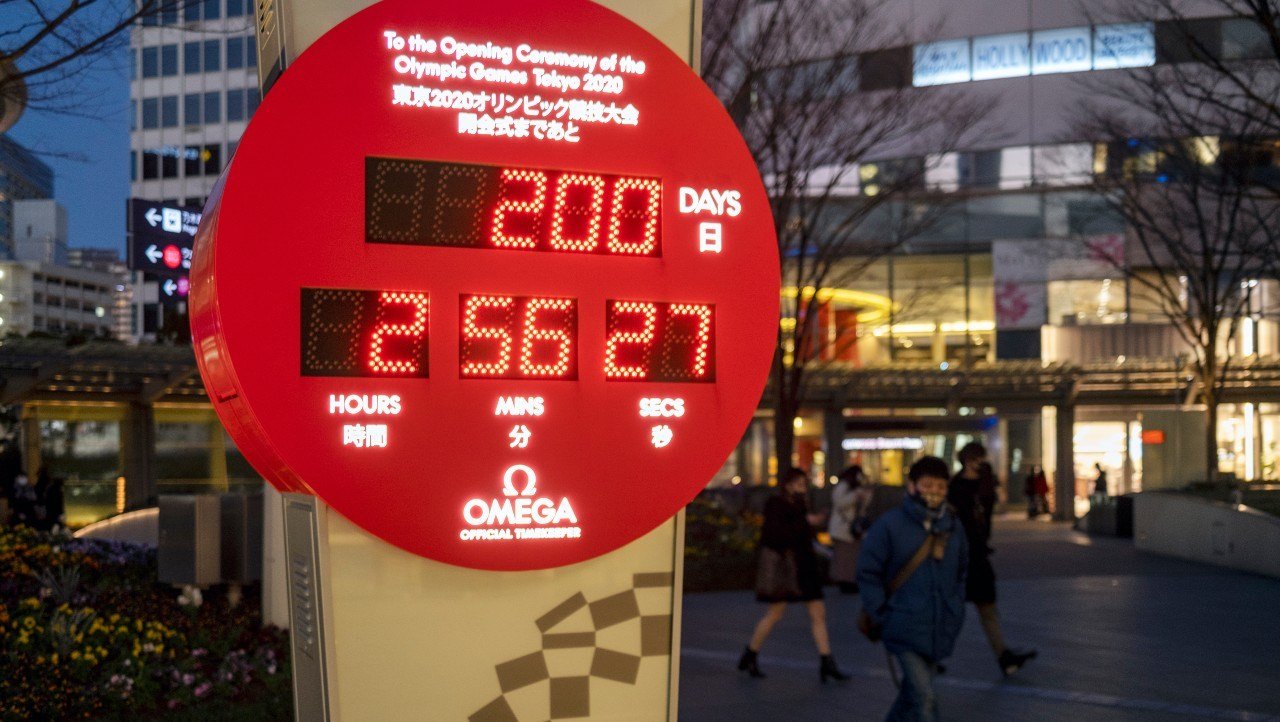 To the Opening Ceremony of the
Olympic Games Tokyo 2020
東京2020オリンピック競技大会
開会式まであと
200 DAYS
日
2 56 27
HOURS MINS SECS
時間 分 秒
Ω
OMEGA
OFFICIAL TIMEKEEPER
HOLLYWOOD